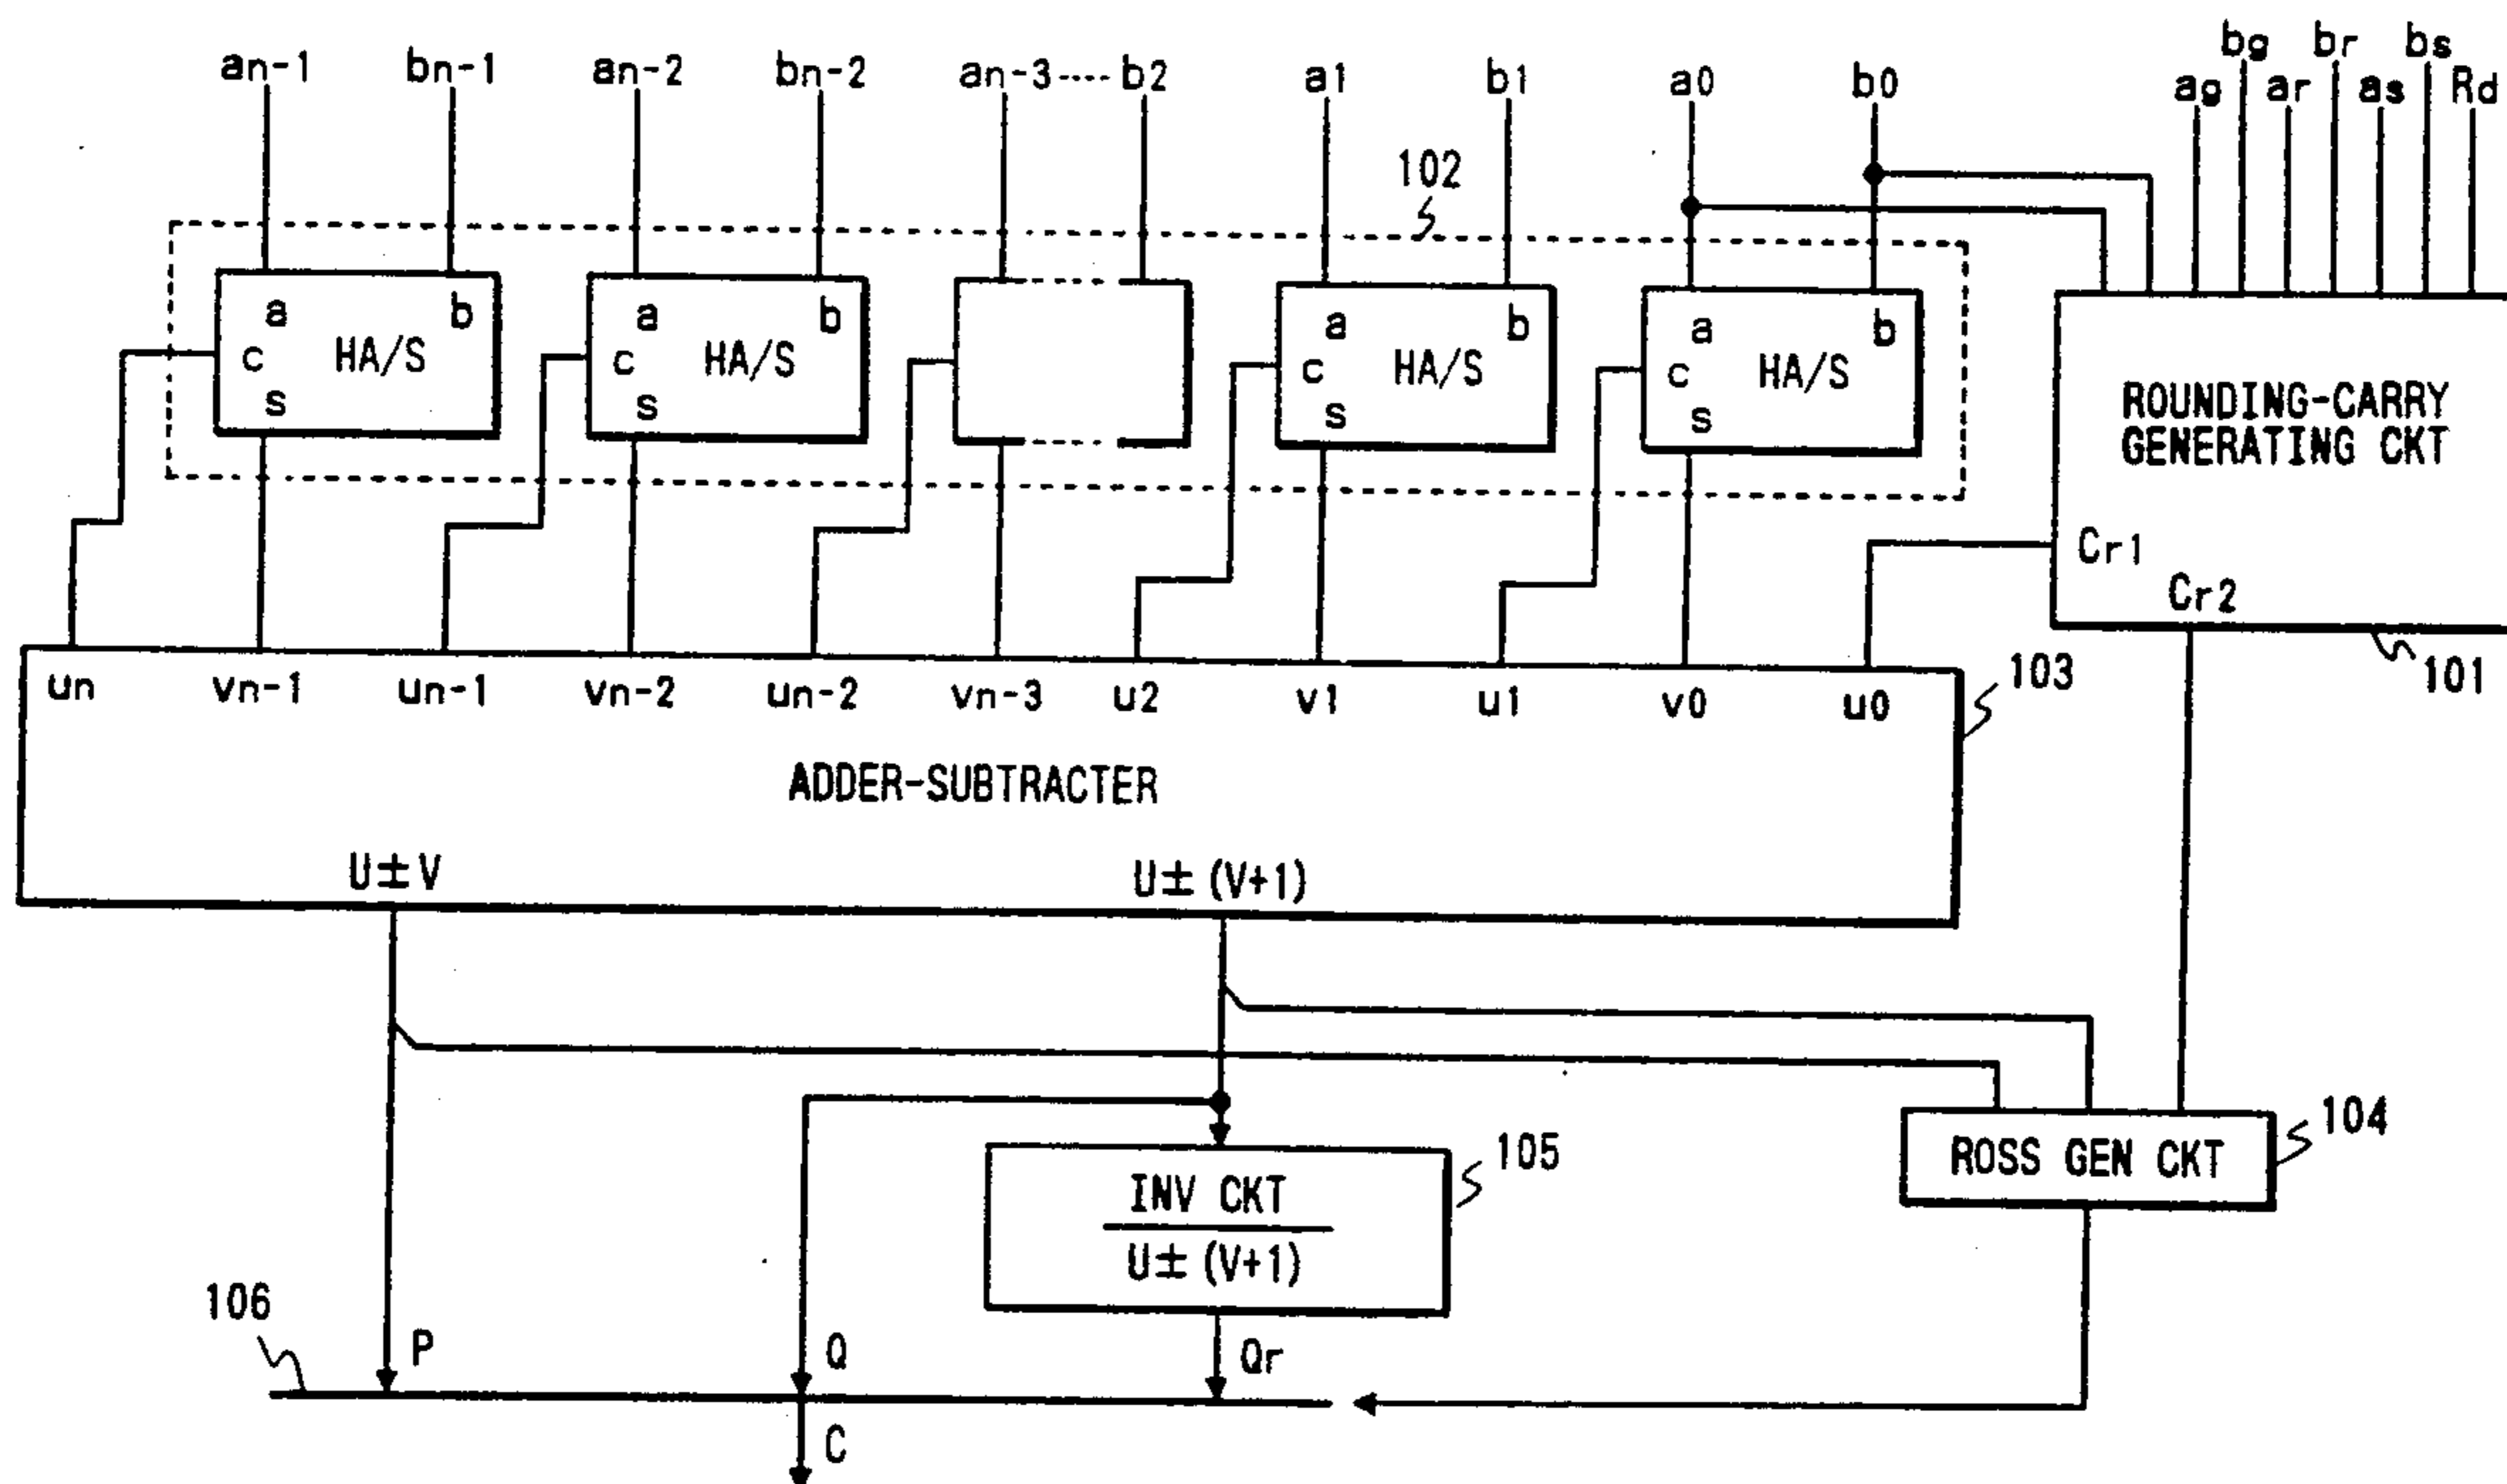 bg br bs
an-1 bn-1 an-2 bn-2 an-3----b2 a1 b1 a0 b0 ag ar as Rd
102
a b a b a b a b
c HA/S c HA/S c HA/S c HA/S
s s s s
ROUNDING-CARRY
GENERATING CKT
Cr1
Cr2
101
un vn-1 un-1 vn-2 un-2 vn-3 u2 v1 u1 v0 u0
103
ADDER-SUBTRACTER
U±V U±(V+1)
104
ROSS GEN CKT
105
INV CKT
U±(V+1)
106
P Q Qr
C